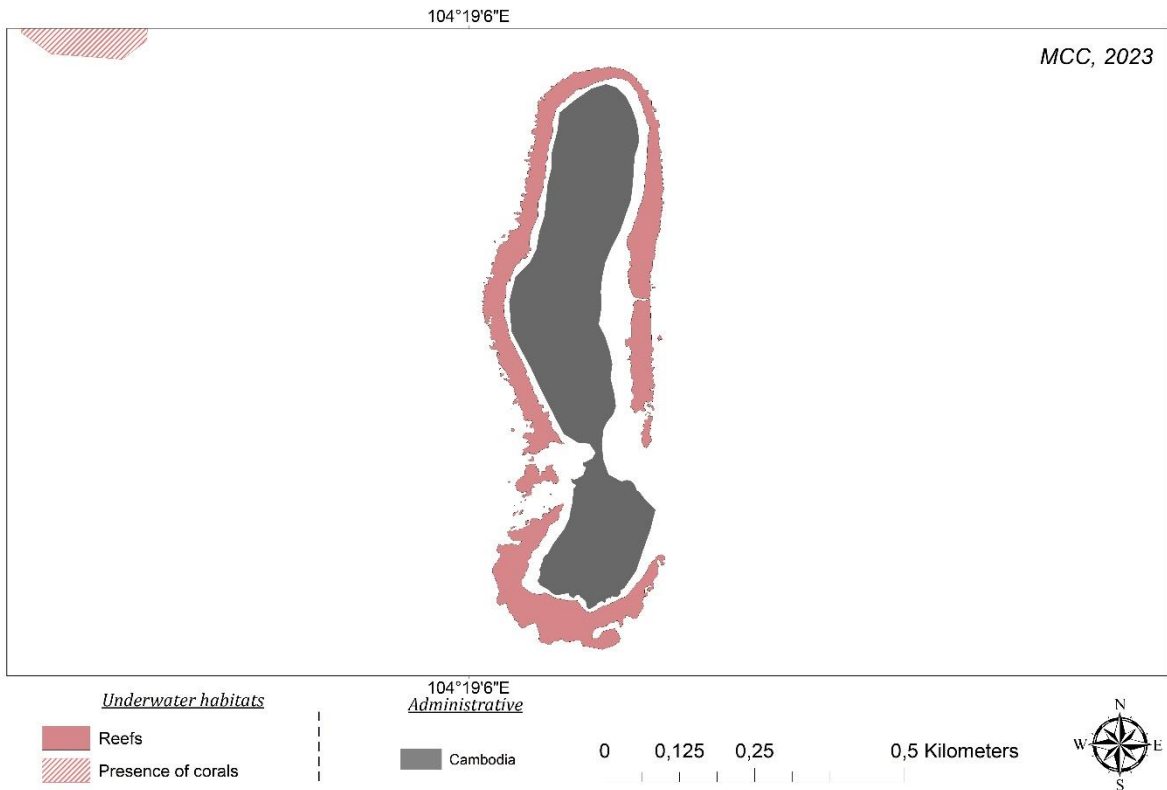 104°19'6"E
MCC, 2023
104°19'6"E
Underwater habitats
Reefs
Presence of corals
Administrative
Cambodia
0 0,125 0,25 0,5 Kilometers
N
W E
S